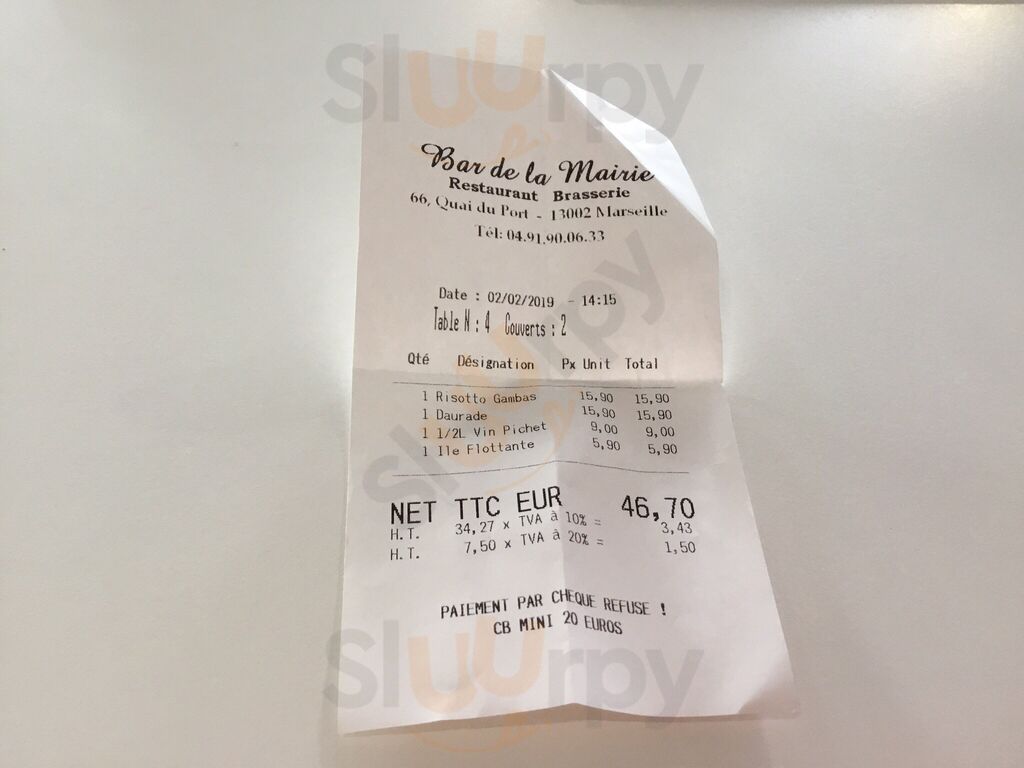 Sluurpy
Bar de la Mairie
Restaurant Brasserie
66, Quai du Port - 13002 Marseille
Tél: 04.91.90.06.33
Date : 02/02/2019 - 14:15
Table N : 4 Couverts : 2
Qté Désignation Px Unit Total
1 Risotto Gambas 15,90 15,90
1 Daurade 15,90 15,90
1 1/2L Vin Pichet 9,00 9,00
1 Ile Flottante 5,90 5,90
Sluurpy
NET TTC EUR 46,70
H.T. 34,27 x TVA à 10% = 3,43
H.T. 7,50 x TVA à 20% = 1,50
PAIEMENT PAR CHEQUE REFUSE !
CB MINI 20 EUROS
Sluurpy